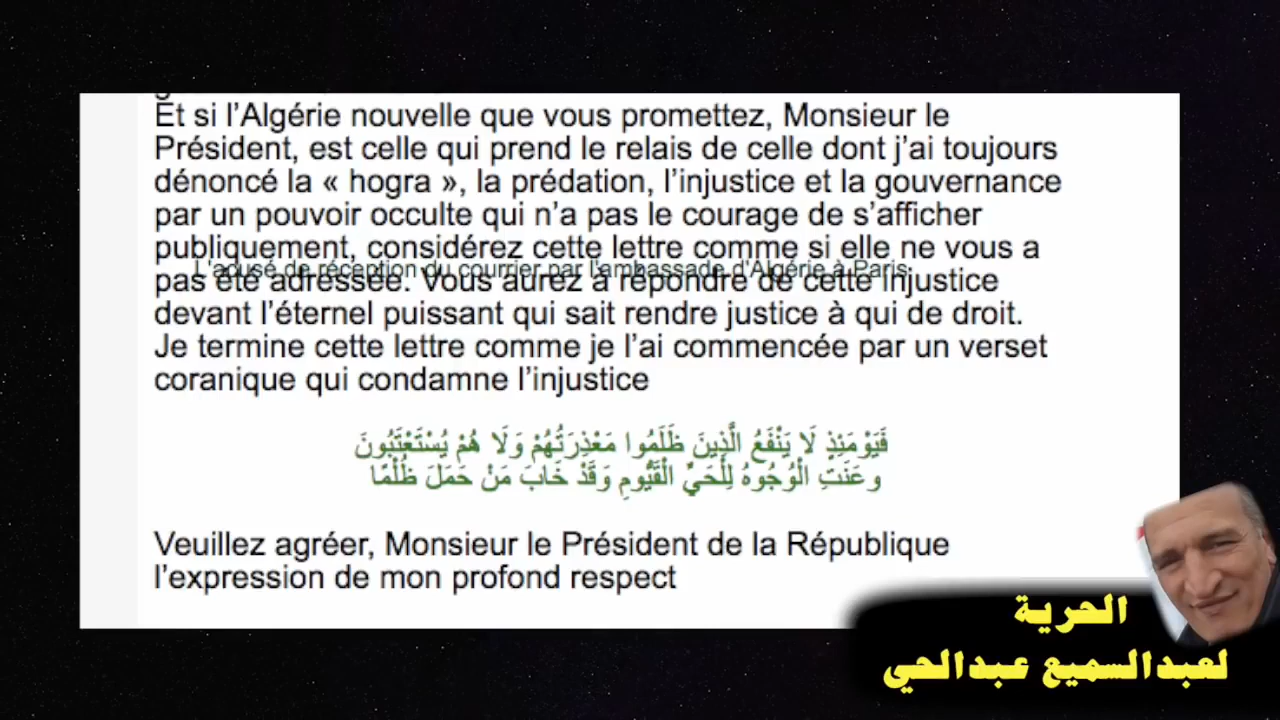 Et si l'Algérie nouvelle que vous promettez, Monsieur le
Président, est celle qui prend le relais de celle dont j'ai toujours
dénoncé la « hogra », la prédation, l'injustice et la gouvernance
par un pouvoir occulte qui n'a pas le courage de s'afficher
publiquement, considérez cette lettre comme si elle ne vous a
L'acusé de réception du courrier par l'ambassade d'Algérie à Paris
pas été adressée. Vous aurez à répondre de cette injustice
devant l'éternel puissant qui sait rendre justice à qui de droit.
Je termine cette lettre comme je l'ai commencée par un verset
coranique qui condamne l'injustice
فَيَوْمَئِذٍ لَا يَنْفَعُ الَّذِينَ ظَلَمُوا مَعْذِرَتُهُمْ وَلَا هُمْ يُسْتَعْتَبُونَ
وعَنَتِ الْوُجُوهُ لِلْحَيِّ الْقَيُّومِ وَقَدْ خَابَ مَنْ حَمَلَ ظُلْمًا
Veuillez agréer, Monsieur le Président de la République
l'expression de mon profond respect
الحرية
لعبدالسميع عبدالحي